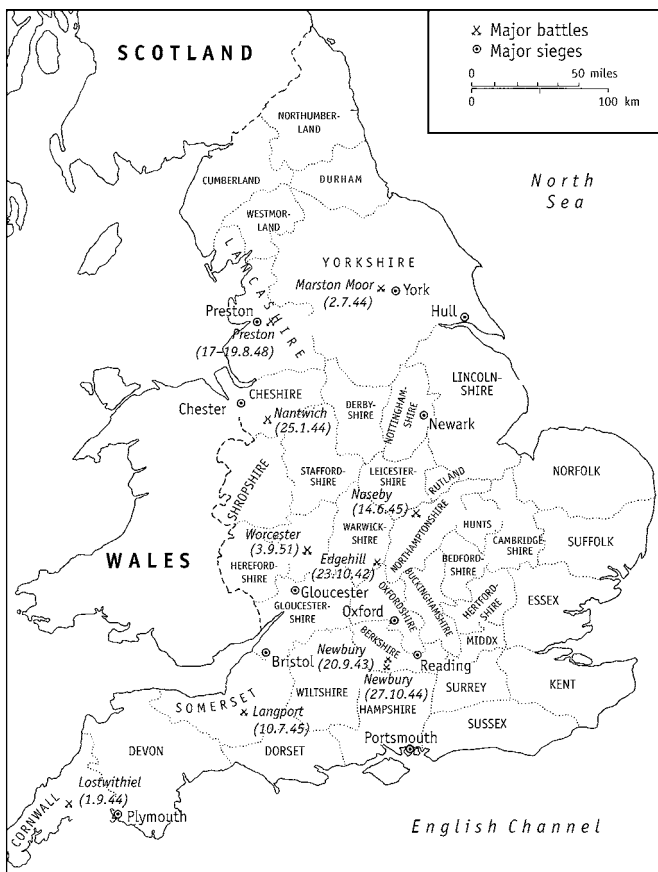 SCOTLAND
Major battles
Major sieges
0 50 miles
0 100 km
NORTHUMBER-
LAND
CUMBERLAND
DURHAM
North
Sea
WESTMOR-
LAND
LANCASHIRE
YORKSHIRE
Marston Moor
(2.7.44)
York
Preston
Preston
(17–19.8.48)
Hull
LINCOLN-
SHIRE
CHESHIRE
Chester
Nantwich
(25.1.44)
DERBY-
SHIRE
NOTTINGHAM-
SHIRE
Newark
SHROPSHIRE
STAFFORD-
SHIRE
LEICESTER-
SHIRE
RUTLAND
NORFOLK
Naseby
(14.6.45)
WALES
Worcester
(3.9.51)
WARWICK-
SHIRE
NORTHAMPTONSHIRE
HUNTS
CAMBRIDGE-
SHIRE
SUFFOLK
HEREFORD-
SHIRE
Edgehill
(23.10.42)
BEDFORD-
SHIRE
Gloucester
GLOUCESTER-
SHIRE
OXFORDSHIRE
BUCKINGHAMSHIRE
HERTFORD-
SHIRE
ESSEX
Oxford
MIDDX
Bristol
BERKSHIRE
Newbury
(20.9.43)
Reading
Newbury
(27.10.44)
WILTSHIRE
HAMPSHIRE
SURREY
KENT
SOMERSET
Langport
(10.7.45)
SUSSEX
Portsmouth
DEVON
DORSET
Lostwithiel
(1.9.44)
CORNWALL
Plymouth
English Channel